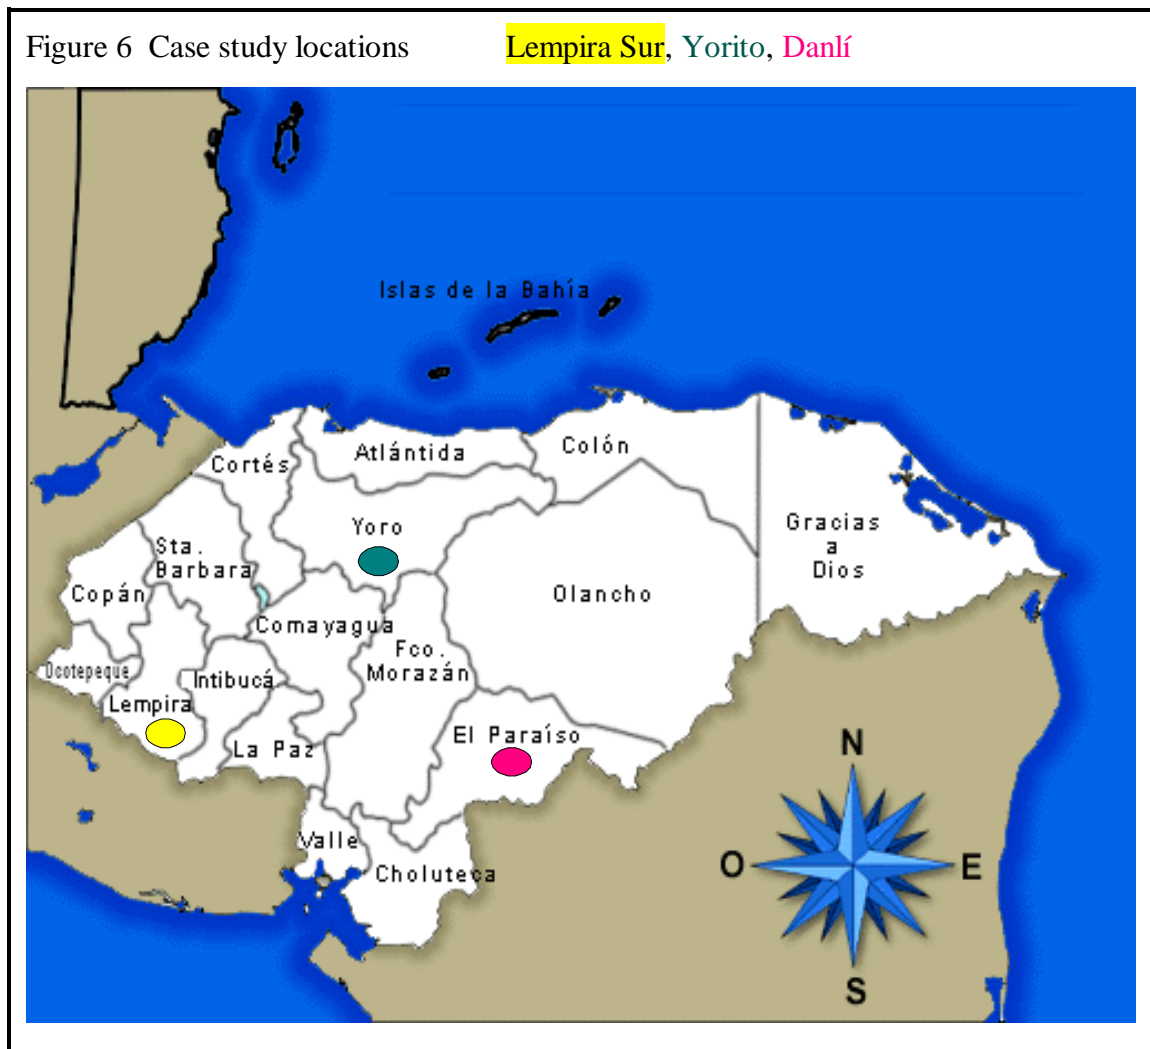 Figure 6 Case study locations Lempira Sur, Yorito, Danlí
Islas de la Bahía
Cortés
Atlántida
Colón
Yoro
Gracias
a
Dios
Sta.
Barbara
Copán
Olancho
Comayagua
Fco.
Morazán
Ocotepeque
Intibucá
Lempira
La Paz
El Paraíso
Valle
Choluteca
N
O
E
S